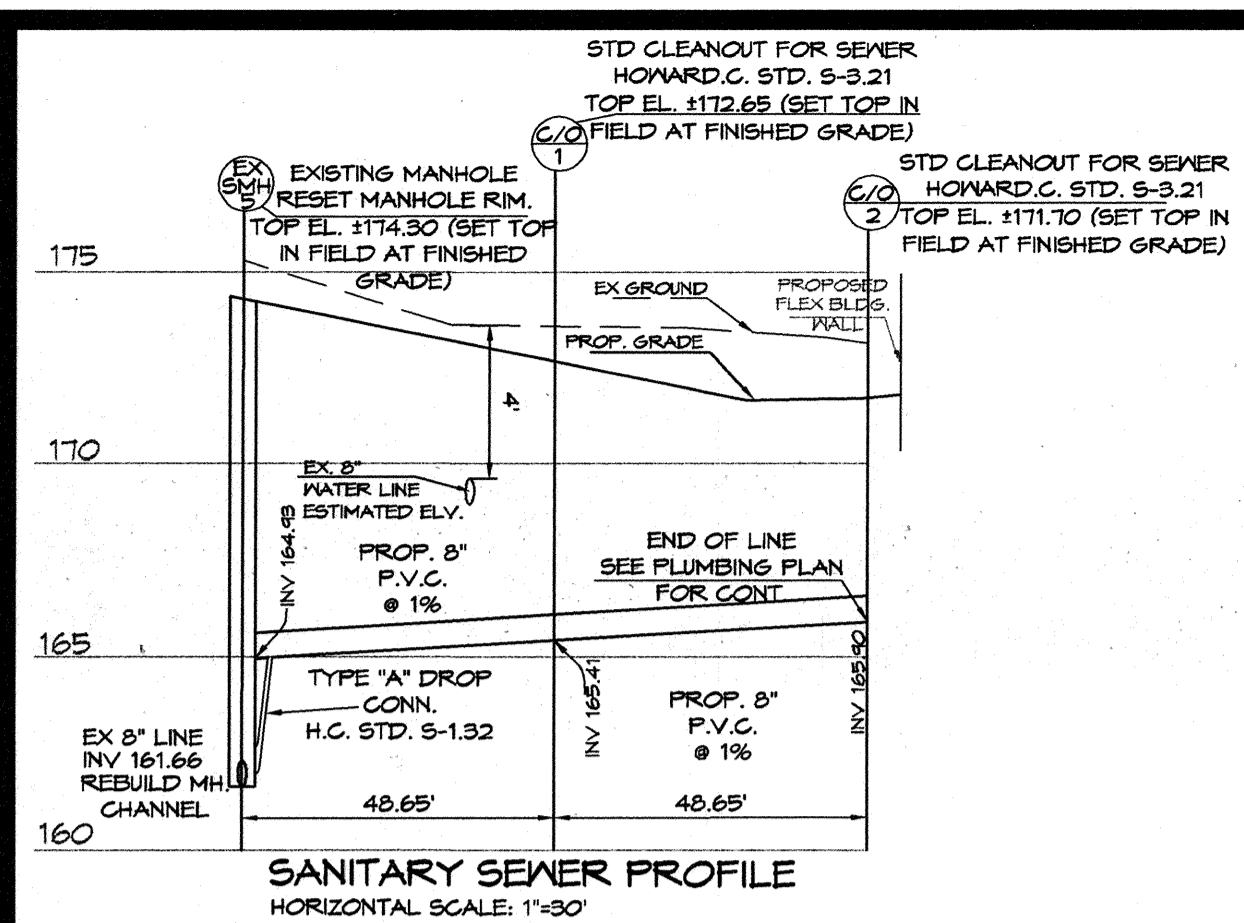 STD CLEANOUT FOR SEWER
HOWARD.C. STD. S-3.21
TOP EL. ±172.65 (SET TOP IN
FIELD AT FINISHED GRADE)
C/O
1
EX
SMH
5
EXISTING MANHOLE
RESET MANHOLE RIM.
TOP EL. ±174.30 (SET TOP
IN FIELD AT FINISHED
GRADE)
STD CLEANOUT FOR SEWER
HOWARD.C. STD. S-3.21
TOP EL. ±171.70 (SET TOP IN
FIELD AT FINISHED GRADE)
C/O
2
175
EX GROUND
PROPOSED
FLEX BLDG.
WALL
PROP. GRADE
4'
170
EX. 8"
WATER LINE
ESTIMATED ELV.
INV 164.93
PROP. 8"
P.V.C.
@ 1%
END OF LINE
SEE PLUMBING PLAN
FOR CONT
165
TYPE "A" DROP
CONN.
H.C. STD. S-1.32
INV 165.41
PROP. 8"
P.V.C.
@ 1%
INV 165.90
EX 8" LINE
INV 161.66
REBUILD MH.
CHANNEL
48.65'
48.65'
160
SANITARY SEWER PROFILE
HORIZONTAL SCALE: 1"=30'